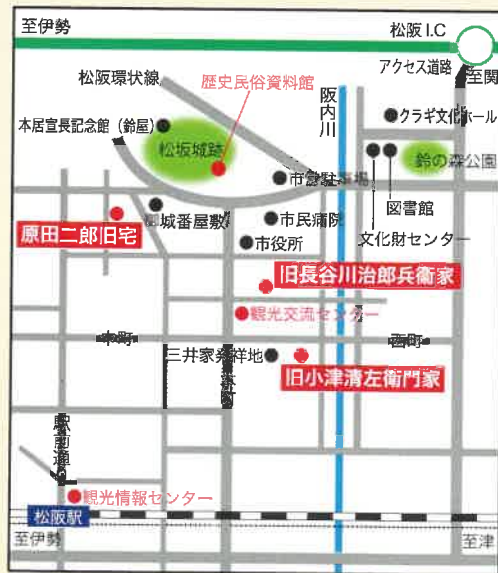 至伊勢
松阪 I.C
アクセス道路
至関
松阪環状線
歴史民俗資料館
阪内川
クラギ文化ホール
本居宣長記念館（鈴屋）
松坂城跡
鈴の森公園
市営駐車場
図書館
御城番屋敷
市民病院
文化財センター
原田二郎旧宅
市役所
旧長谷川治郎兵衞家
観光交流センター
本町
三井家発祥地
旧小津清左衛門家
駅前通り
観光情報センター
松阪駅
至伊勢
至津